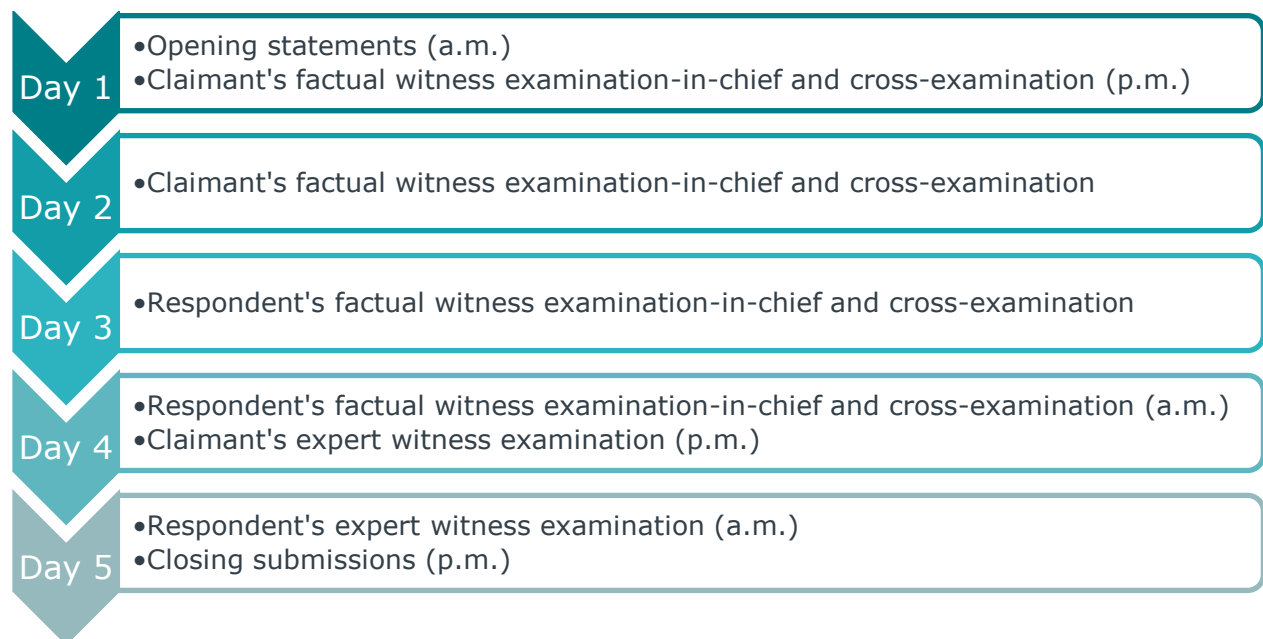 Day 1
•Opening statements (a.m.)
•Claimant's factual witness examination-in-chief and cross-examination (p.m.)
Day 2
•Claimant's factual witness examination-in-chief and cross-examination
Day 3
•Respondent's factual witness examination-in-chief and cross-examination
Day 4
•Respondent's factual witness examination-in-chief and cross-examination (a.m.)
•Claimant's expert witness examination (p.m.)
Day 5
•Respondent's expert witness examination (a.m.)
•Closing submissions (p.m.)